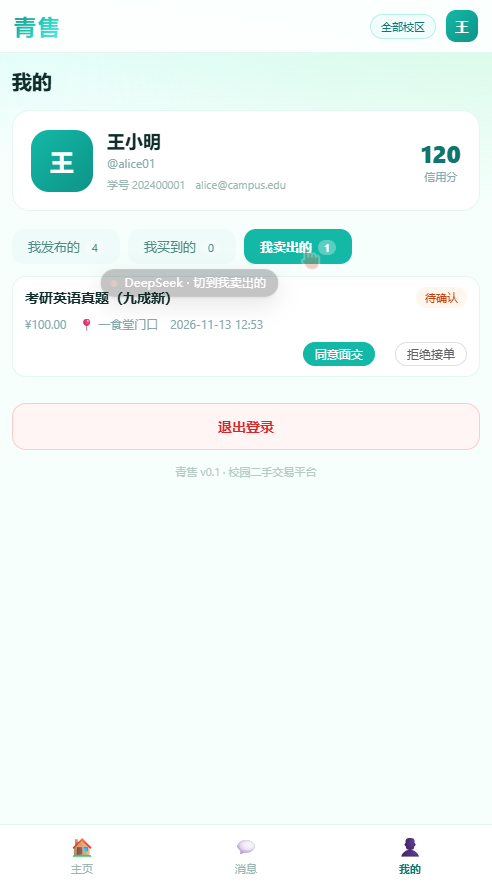 青售
全部校区
王
我的
王
王小明
@alice01
学号 202400001 alice@campus.edu
120
信用分
我发布的 4
我买到的 0
我卖出的 1
DeepSeek · 切到我卖出的
考研英语真题（九成新）
待确认
¥100.00 一食堂门口 2026-11-13 12:53
同意面交
拒绝接单
退出登录
青售 v0.1 · 校园二手交易平台
主页
消息
我的